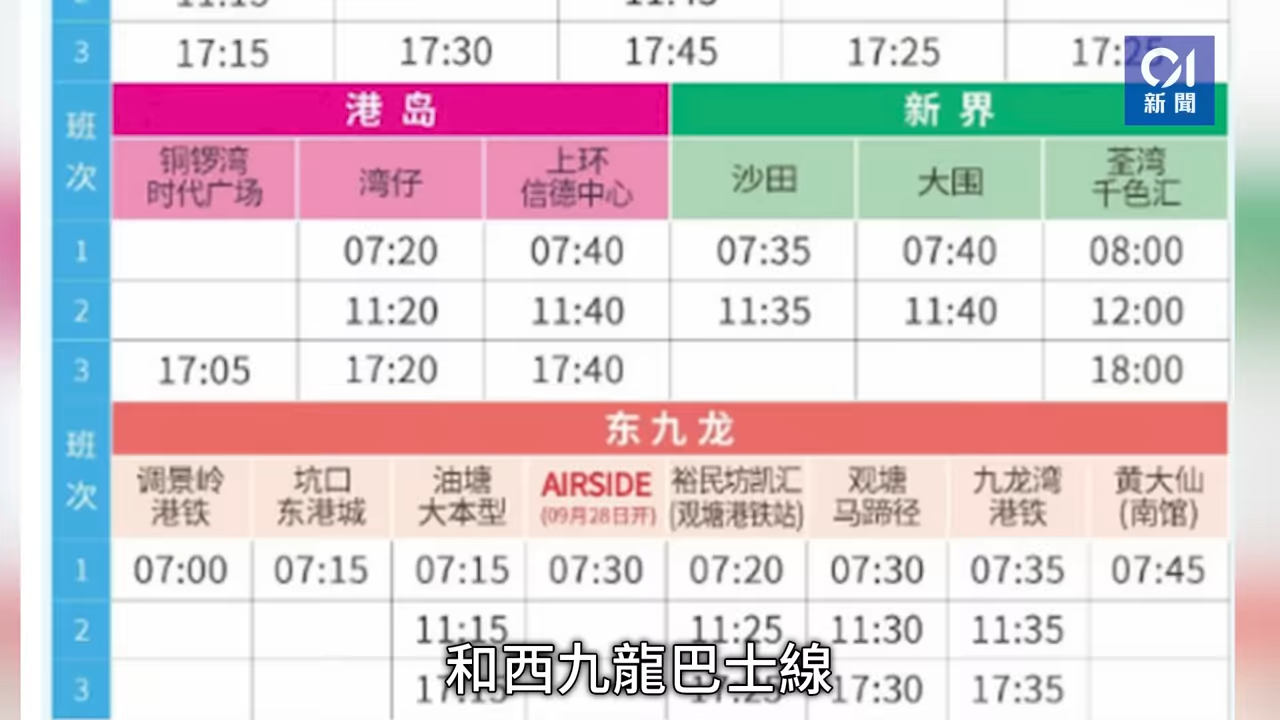 3 17:15 17:30 17:45 17:25
01
新聞
班次 港岛 新界
铜锣湾时代广场 湾仔 上环信德中心 沙田 大围 荃湾千色汇
1 07:20 07:40 07:35 07:40 08:00
2 11:20 11:40 11:35 11:40 12:00
3 17:05 17:20 17:40 18:00
班次 东九龙
调景岭港铁 坑口东港城 油塘大本型 AIRSIDE(09月28日开) 裕民坊凯汇(观塘港铁站) 观塘马蹄径 九龙湾港铁 黄大仙(南馆)
1 07:00 07:15 07:15 07:30 07:20 07:30 07:35 07:45
2 11:15 11:25 11:30 11:35
3 17:15 17:25 17:30 17:35
和西九龍巴士線